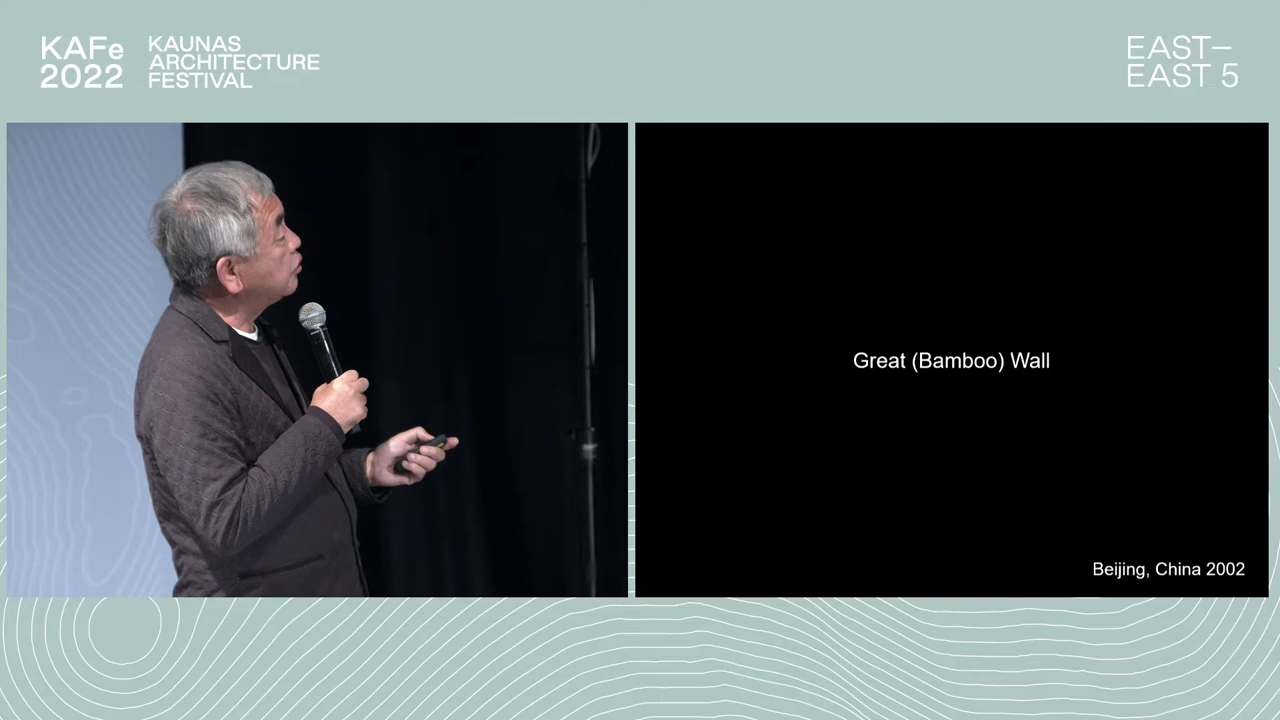 KAFe
2022
KAUNAS
ARCHITECTURE
FESTIVAL
EAST—
EAST 5
Great (Bamboo) Wall
Beijing, China 2002